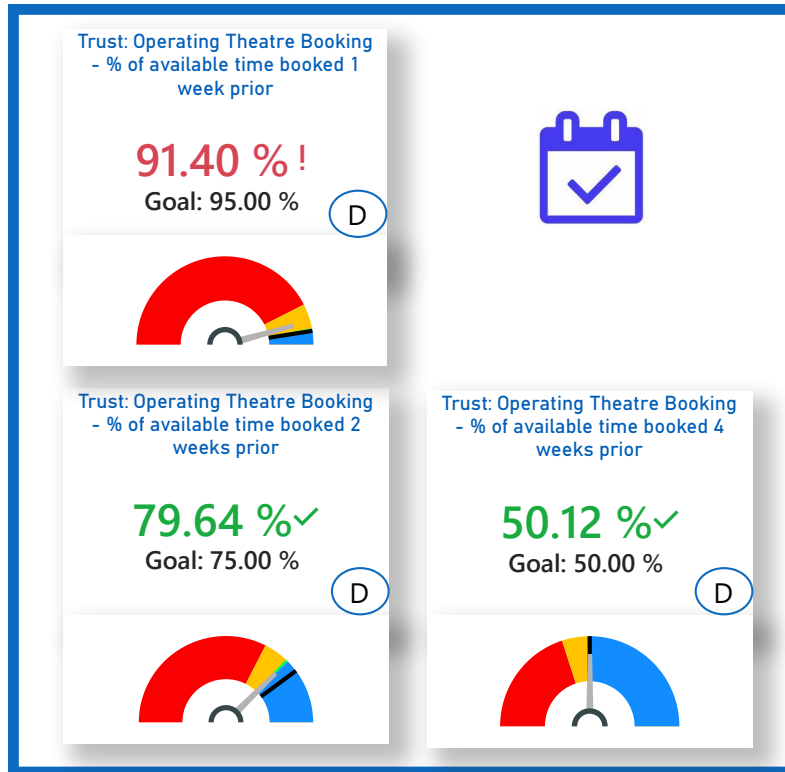 Trust: Operating Theatre Booking
- % of available time booked 1
week prior
91.40 % !
Goal: 95.00 %
D
Trust: Operating Theatre Booking
- % of available time booked 2
weeks prior
79.64 %
Goal: 75.00 %
D
Trust: Operating Theatre Booking
- % of available time booked 4
weeks prior
50.12 %
Goal: 50.00 %
D